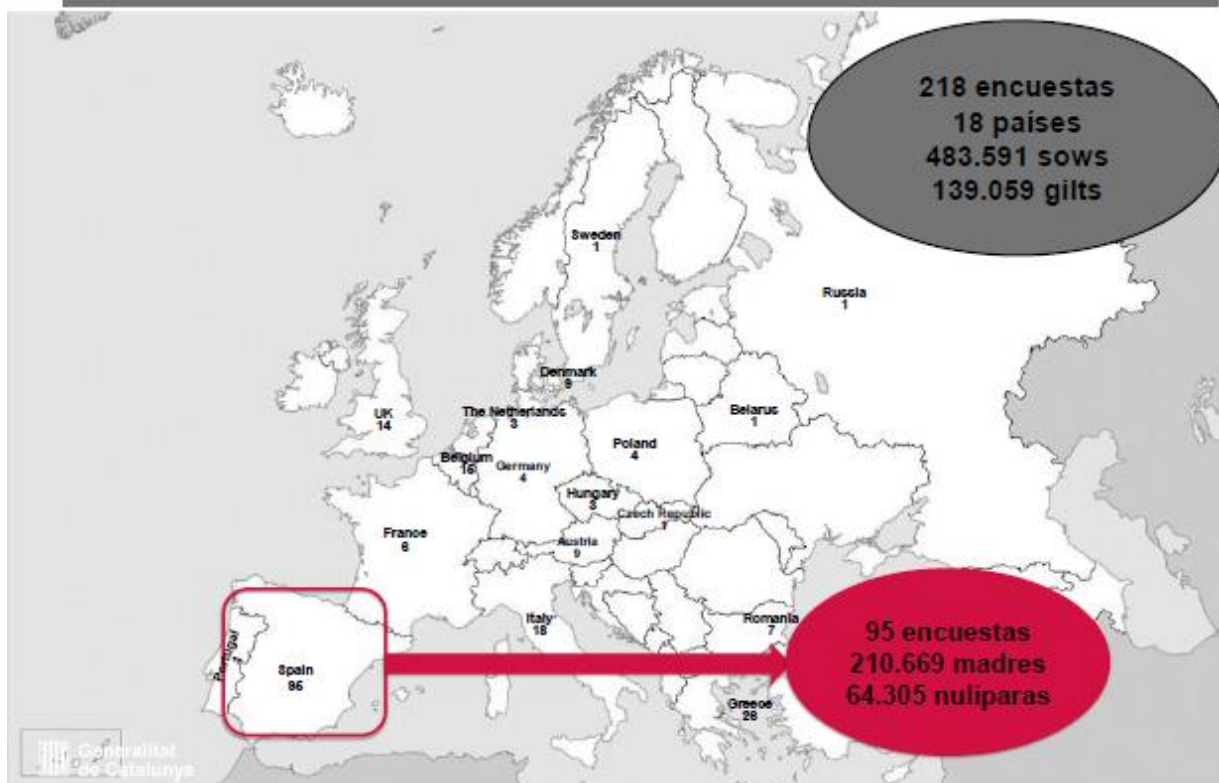 218 encuestas
18 países
483.591 sows
139.059 gilts
Sweden
1
Russia
1
Denmark
9
The Netherlands
3
Belarus
1
UK
14
Poland
4
Belgium
16
Germany
4
Hungary
3
Czech Republic
1
France
6
Austria
9
Italy
18
Romania
7
Portugal
Spain
95
95 encuestas
210.669 madres
64.305 nuliparas
Greece
26
Generalitat
de Catalunya